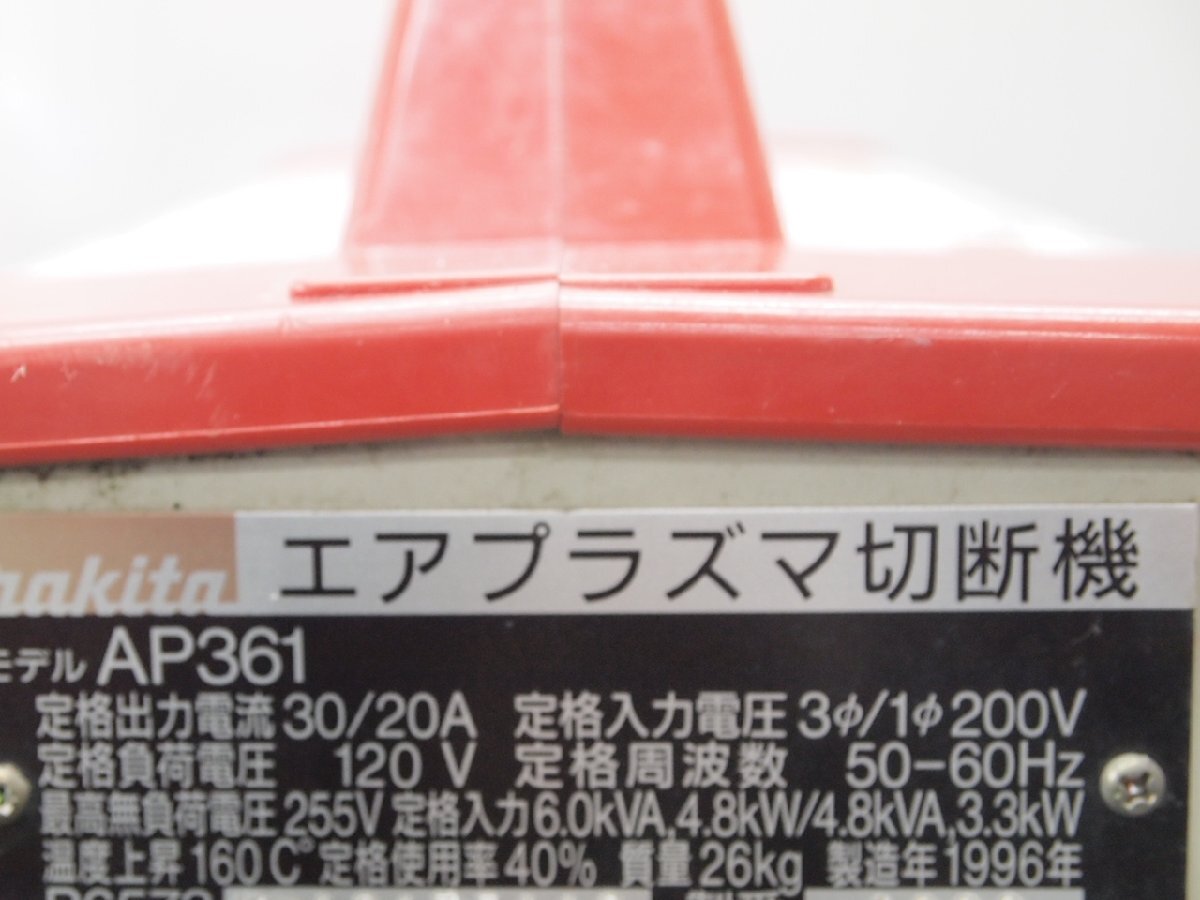 makita エアプラズマ切断機
モデル AP361
定格出力電流 30/20A 定格入力電圧 3φ/1φ 200V
定格負荷電圧 120 V 定格周波数 50-60Hz
最高無負荷電圧 255V 定格入力 6.0kVA,4.8kW/4.8kVA,3.3kW
温度上昇 160C° 定格使用率 40% 質量 26kg 製造年 1996年